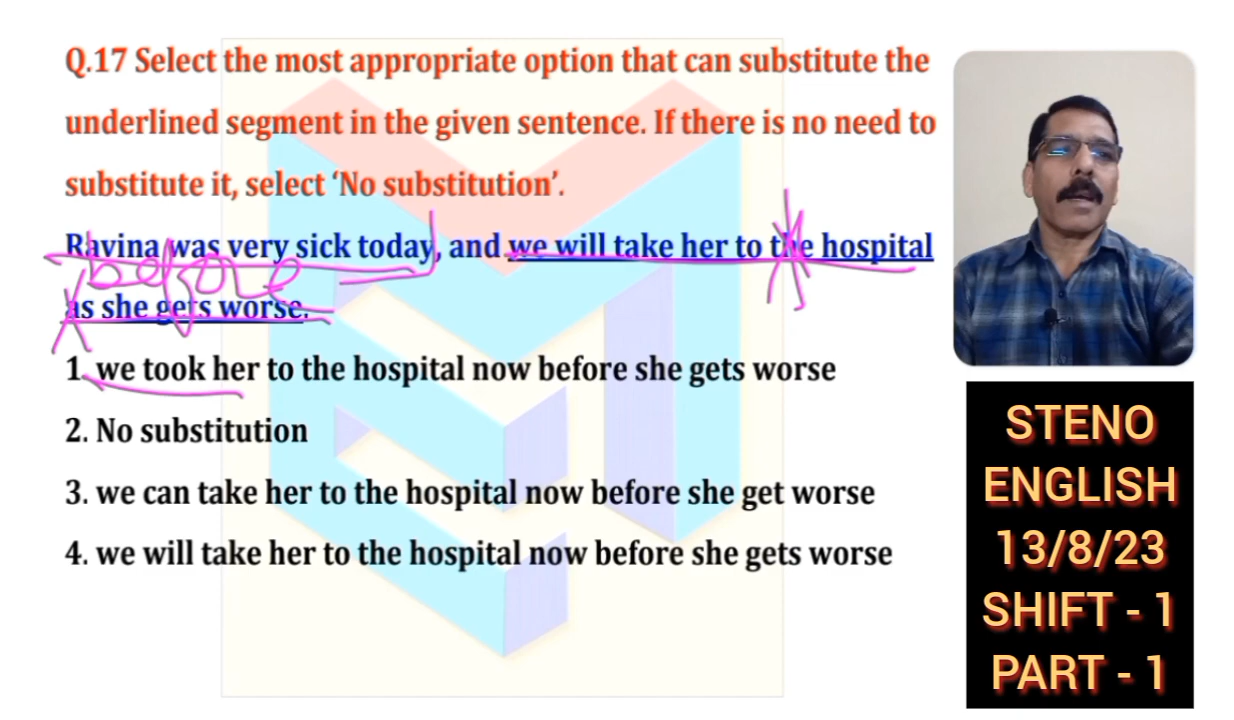 Q.17 Select the most appropriate option that can substitute the
underlined segment in the given sentence. If there is no need to
substitute it, select ‘No substitution’.
Ravina was very sick today, and we will take her to the hospital
before
as she gets worse.
1. we took her to the hospital now before she gets worse
2. No substitution
3. we can take her to the hospital now before she get worse
4. we will take her to the hospital now before she gets worse
STENO
ENGLISH
13/8/23
SHIFT - 1
PART - 1